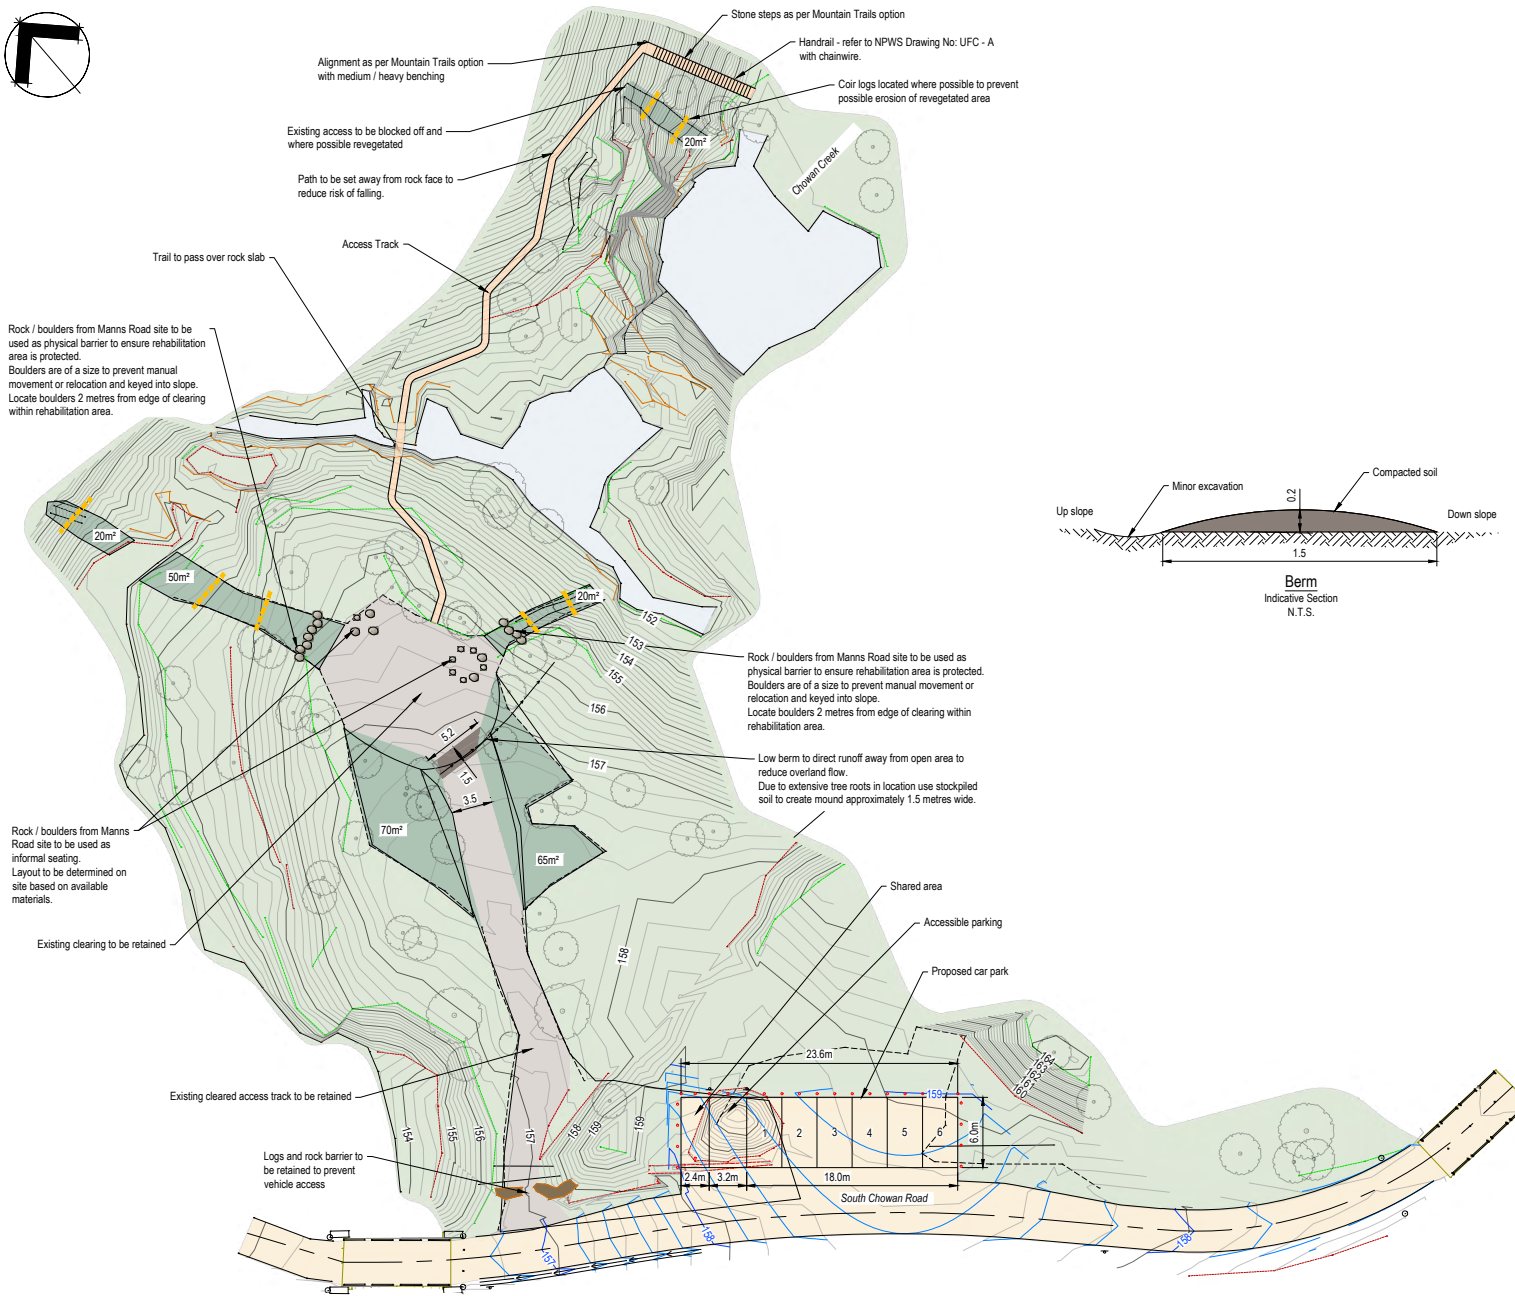 Stone steps as per Mountain Trails option
Handrail - refer to NPWS Drawing No: UFC - A
with chainwire.
Alignment as per Mountain Trails option
with medium / heavy benching
Coir logs located where possible to prevent
possible erosion of revegetated area
Existing access to be blocked off and
where possible revegetated
20m²
Chowan Creek
Path to be set away from rock face to
reduce risk of falling.
Access Track
Trail to pass over rock slab
Rock / boulders from Manns Road site to be
used as physical barrier to ensure rehabilitation
area is protected.
Boulders are of a size to prevent manual
movement or relocation and keyed into slope.
Locate boulders 2 metres from edge of clearing
within rehabilitation area.
Compacted soil
Minor excavation
0.2
Up slope
Down slope
1.5
Berm
Indicative Section
N.T.S.
20m²
50m²
20m²
152
153
154
155
156
157
Rock / boulders from Manns Road site to be used as
physical barrier to ensure rehabilitation area is protected.
Boulders are of a size to prevent manual movement or
relocation and keyed into slope.
Locate boulders 2 metres from edge of clearing within
rehabilitation area.
5.2
1.5
3.5
Low berm to direct runoff away from open area to
reduce overland flow.
Due to extensive tree roots in location use stockpiled
soil to create mound approximately 1.5 metres wide.
70m²
65m²
Rock / boulders from Manns
Road site to be used as
informal seating.
Layout to be determined on
site based on available
materials.
Existing clearing to be retained
Shared area
Accessible parking
Proposed car park
158
23.6m
164
163
162
161
160
Existing cleared access track to be retained
159
154
155
156
157
158
159
159
1
2
3
4
5
6
6.0m
Logs and rock barrier to
be retained to prevent
vehicle access
2.4m
3.2m
18.0m
South Chowan Road
157
158
158